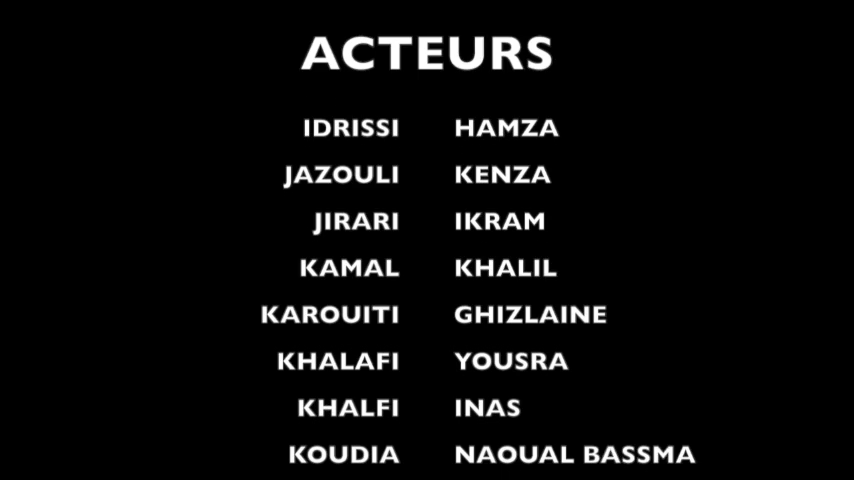 ACTEURS
IDRISSI HAMZA
JAZOULI KENZA
JIRARI IKRAM
KAMAL KHALIL
KAROUITI GHIZLAINE
KHALAFI YOUSRA
KHALFI INAS
KOUDIA NAOUAL BASSMA